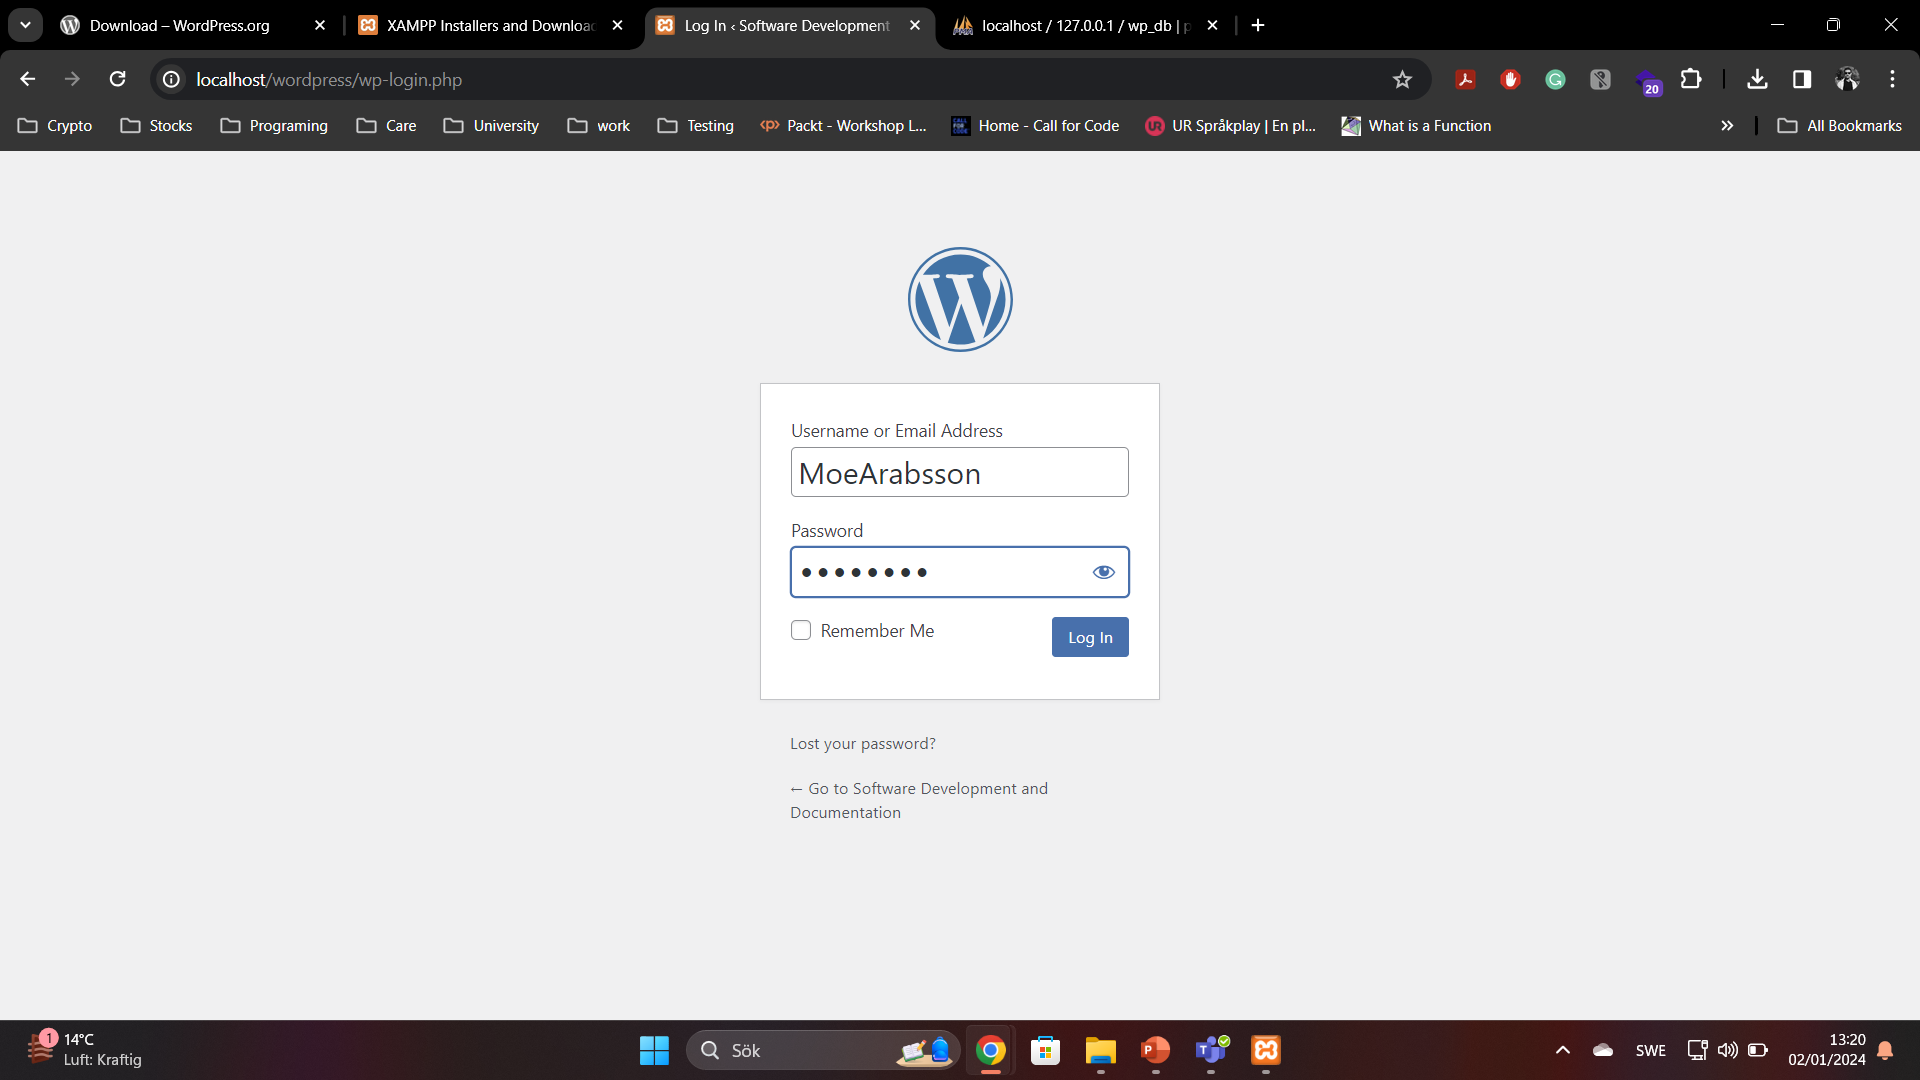 Download – WordPress.org
XAMPP Installers and Downloa
Log In ‹ Software Development
localhost / 127.0.0.1 / wp_db | p
localhost/wordpress/wp-login.php
20
Crypto
Stocks
Programing
Care
University
work
Testing
Packt - Workshop L...
Home - Call for Code
UR Språkplay | En pl...
What is a Function
All Bookmarks
Username or Email Address
MoeArabsson
Password
Remember Me
Log In
Lost your password?
← Go to Software Development and
Documentation
1
14°C
Luft: Kraftig
Sök
SWE
13:20
02/01/2024